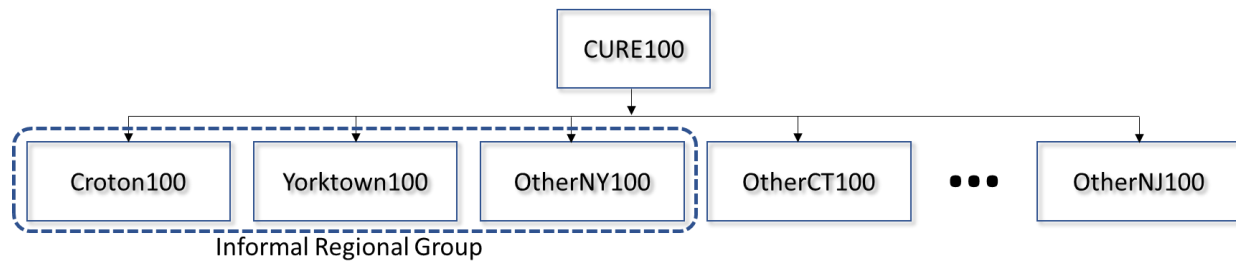 CURE100
Croton100
Yorktown100
OtherNY100
OtherCT100
•••
OtherNJ100
Informal Regional Group